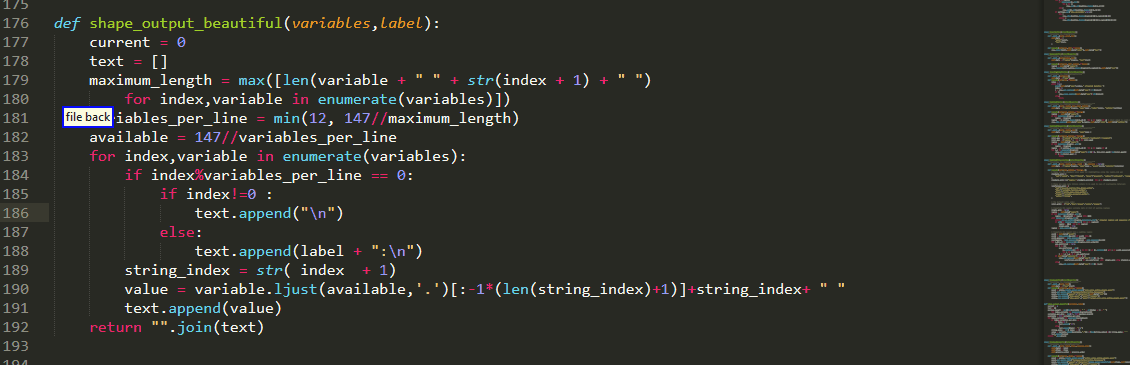 175
176 def shape_output_beautiful(variables,label):
177 current = 0
178 text = []
179 maximum_length = max([len(variable + " " + str(index + 1) + " ")
180 for index,variable in enumerate(variables)])
file back
181 riables_per_line = min(12, 147//maximum_length)
182 available = 147//variables_per_line
183 for index,variable in enumerate(variables):
184 if index%variables_per_line == 0:
185 if index!=0 :
186 text.append("\n")
187 else:
188 text.append(label + ":\n")
189 string_index = str( index  + 1)
190 value = variable.ljust(available,'.')[:-1*(len(string_index)+1)]+string_index+ " "
191 text.append(value)
192 return "".join(text)
193
194